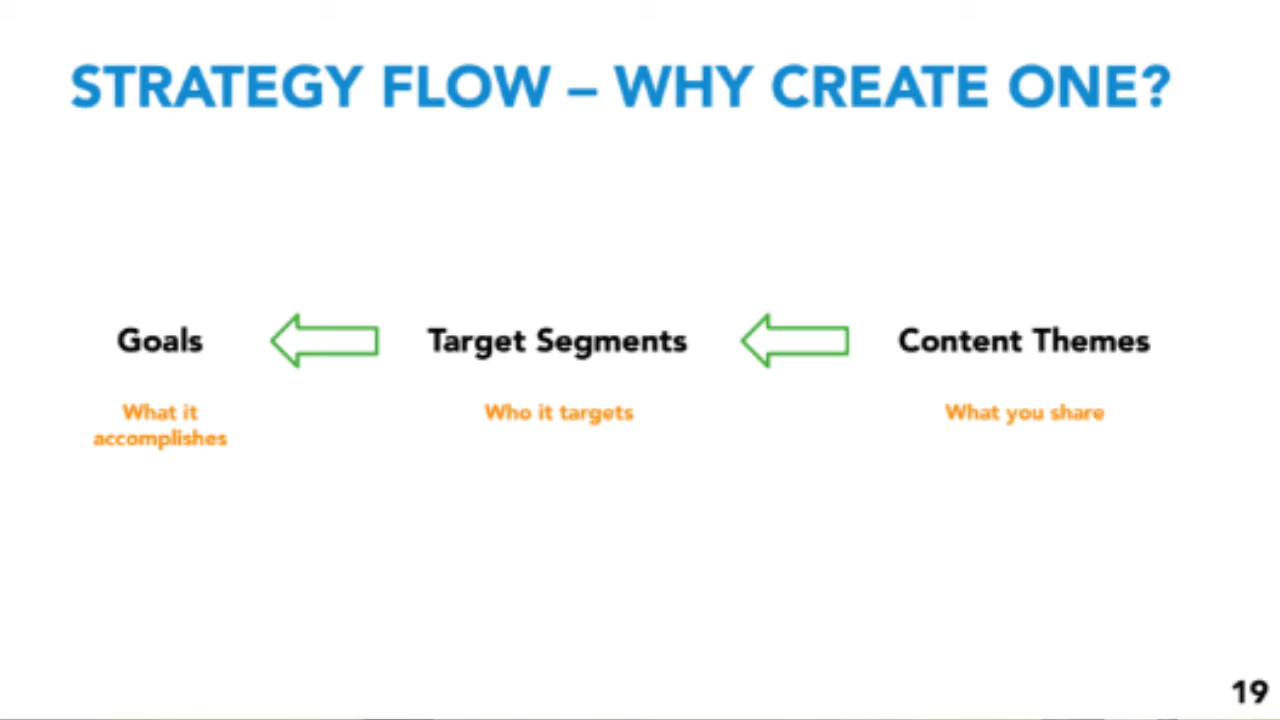 STRATEGY FLOW – WHY CREATE ONE?
Goals
What it
accomplishes
Target Segments
Who it targets
Content Themes
What you share
19